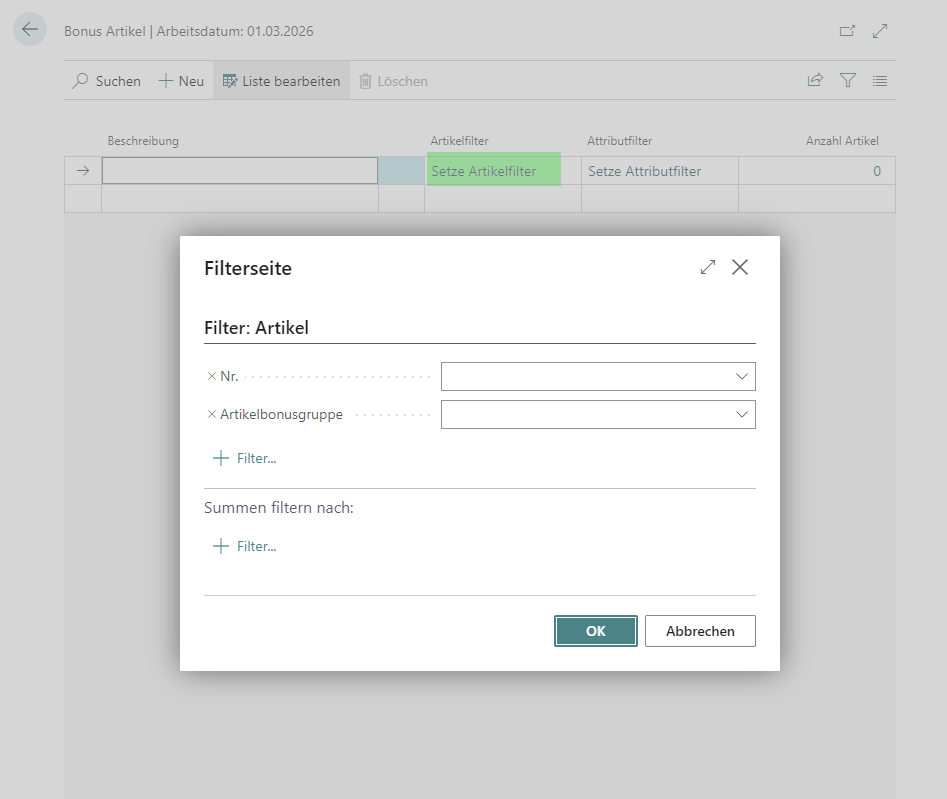 Bonus Artikel | Arbeitsdatum: 01.03.2026
Suchen Neu Liste bearbeiten Löschen
Beschreibung Artikelfilter Attributfilter Anzahl Artikel
Setze Artikelfilter Setze Attributfilter 0
Filterseite
Filter: Artikel
Nr.
Artikelbonusgruppe
Filter...
Summen filtern nach:
Filter...
OK Abbrechen